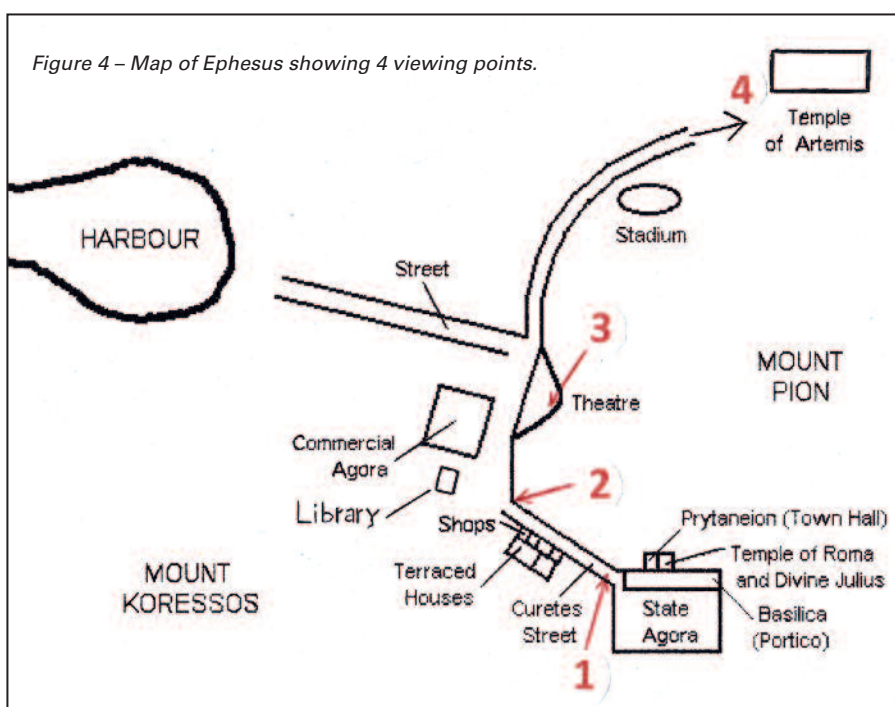 Figure 4 – Map of Ephesus showing 4 viewing points.
4)
Temple
of Artemis
HARBOUR
Stadium
Street
3)
MOUNT
PION
Theatre
Commercial
Agora
2)
Library
Shops
Prytaneion (Town Hall)
Temple of Roma
and Divine Julius
Terraced
Houses
MOUNT
KORESSOS
Curetes
Street
State
Agora
Basilica
(Portico)
1)